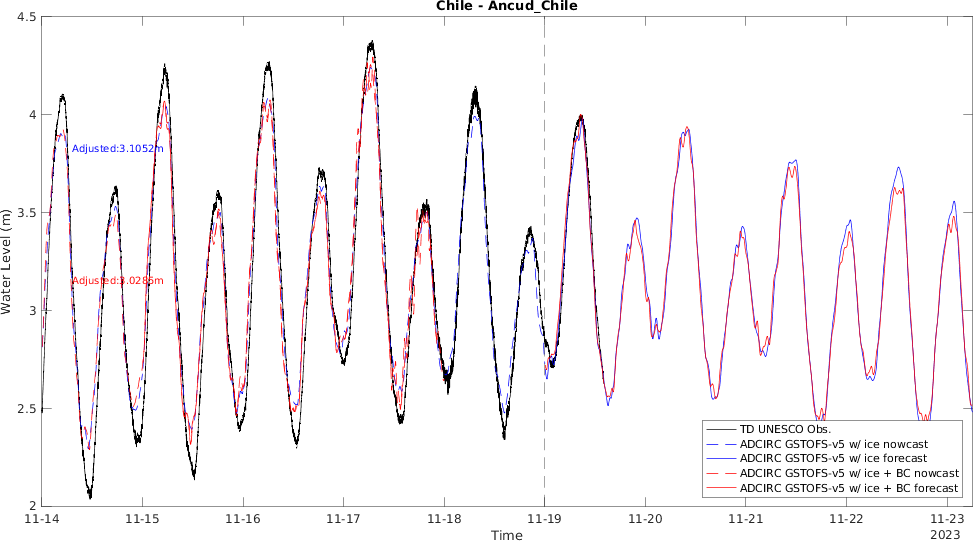 Chile - Ancud_Chile
4.5
4
3.5
3
2.5
2
Water Level (m)
Adjusted:3.1052m
Adjusted:3.0285m
TD UNESCO Obs.
ADCIRC GSTOFS-v5 w/ ice nowcast
ADCIRC GSTOFS-v5 w/ ice forecast
ADCIRC GSTOFS-v5 w/ ice + BC nowcast
ADCIRC GSTOFS-v5 w/ ice + BC forecast
11-14 11-15 11-16 11-17 11-18 11-19 11-20 11-21 11-22 11-23
2023
Time